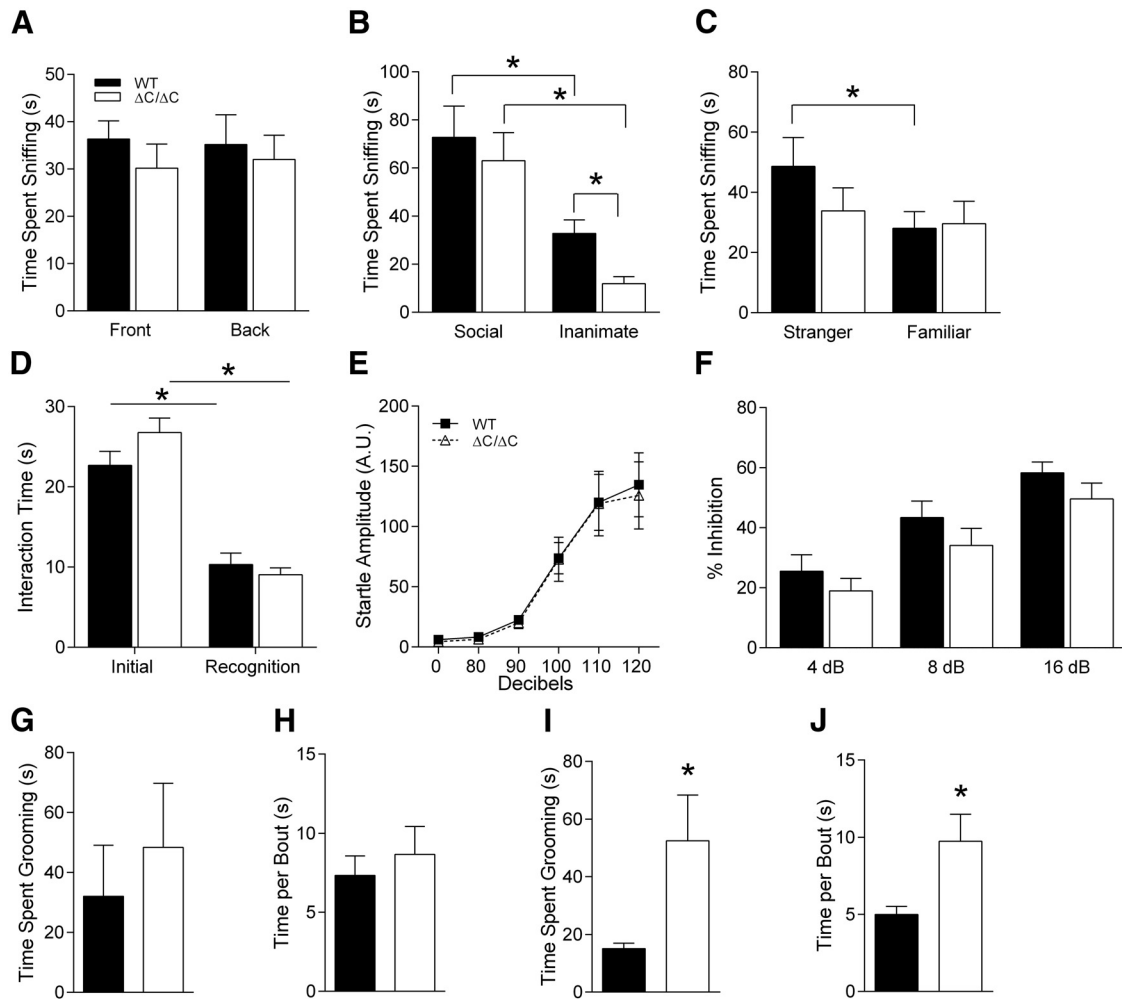 A
Time Spent Sniffing (s)
50
40
30
20
10
0
WT
ΔC/ΔC
Front Back
B
Time Spent Sniffing (s)
100
80
60
40
20
0
*
*
*
Social Inanimate
C
Time Spent Sniffing (s)
80
60
40
20
0
*
Stranger Familiar
D
Interaction Time (s)
30
20
10
0
*
*
Initial Recognition
E
Startle Amplitude (A.U.)
200
150
100
50
0
WT
ΔC/ΔC
0 80 90 100 110 120
Decibels
F
% Inhibition
80
60
40
20
0
4 dB 8 dB 16 dB
G
Time Spent Grooming (s)
80
60
40
20
0
H
Time per Bout (s)
15
10
5
0
I
Time Spent Grooming (s)
80
60
40
20
0
*
J
Time per Bout (s)
15
10
5
0
*